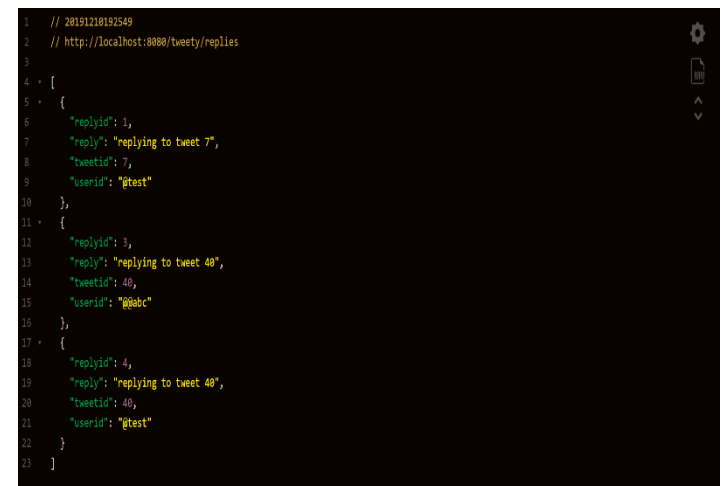 1 // 20191210192549
2 // http://localhost:8080/tweety/replies
3
4 [
5 {
6 "replyid": 1,
7 "reply": "replying to tweet 7",
8 "tweetid": 7,
9 "userid": "@test"
10 },
11 {
12 "replyid": 3,
13 "reply": "replying to tweet 40",
14 "tweetid": 40,
15 "userid": "@@abc"
16 },
17 {
18 "replyid": 4,
19 "reply": "replying to tweet 40",
20 "tweetid": 40,
21 "userid": "@test"
22 }
23 ]
RAW